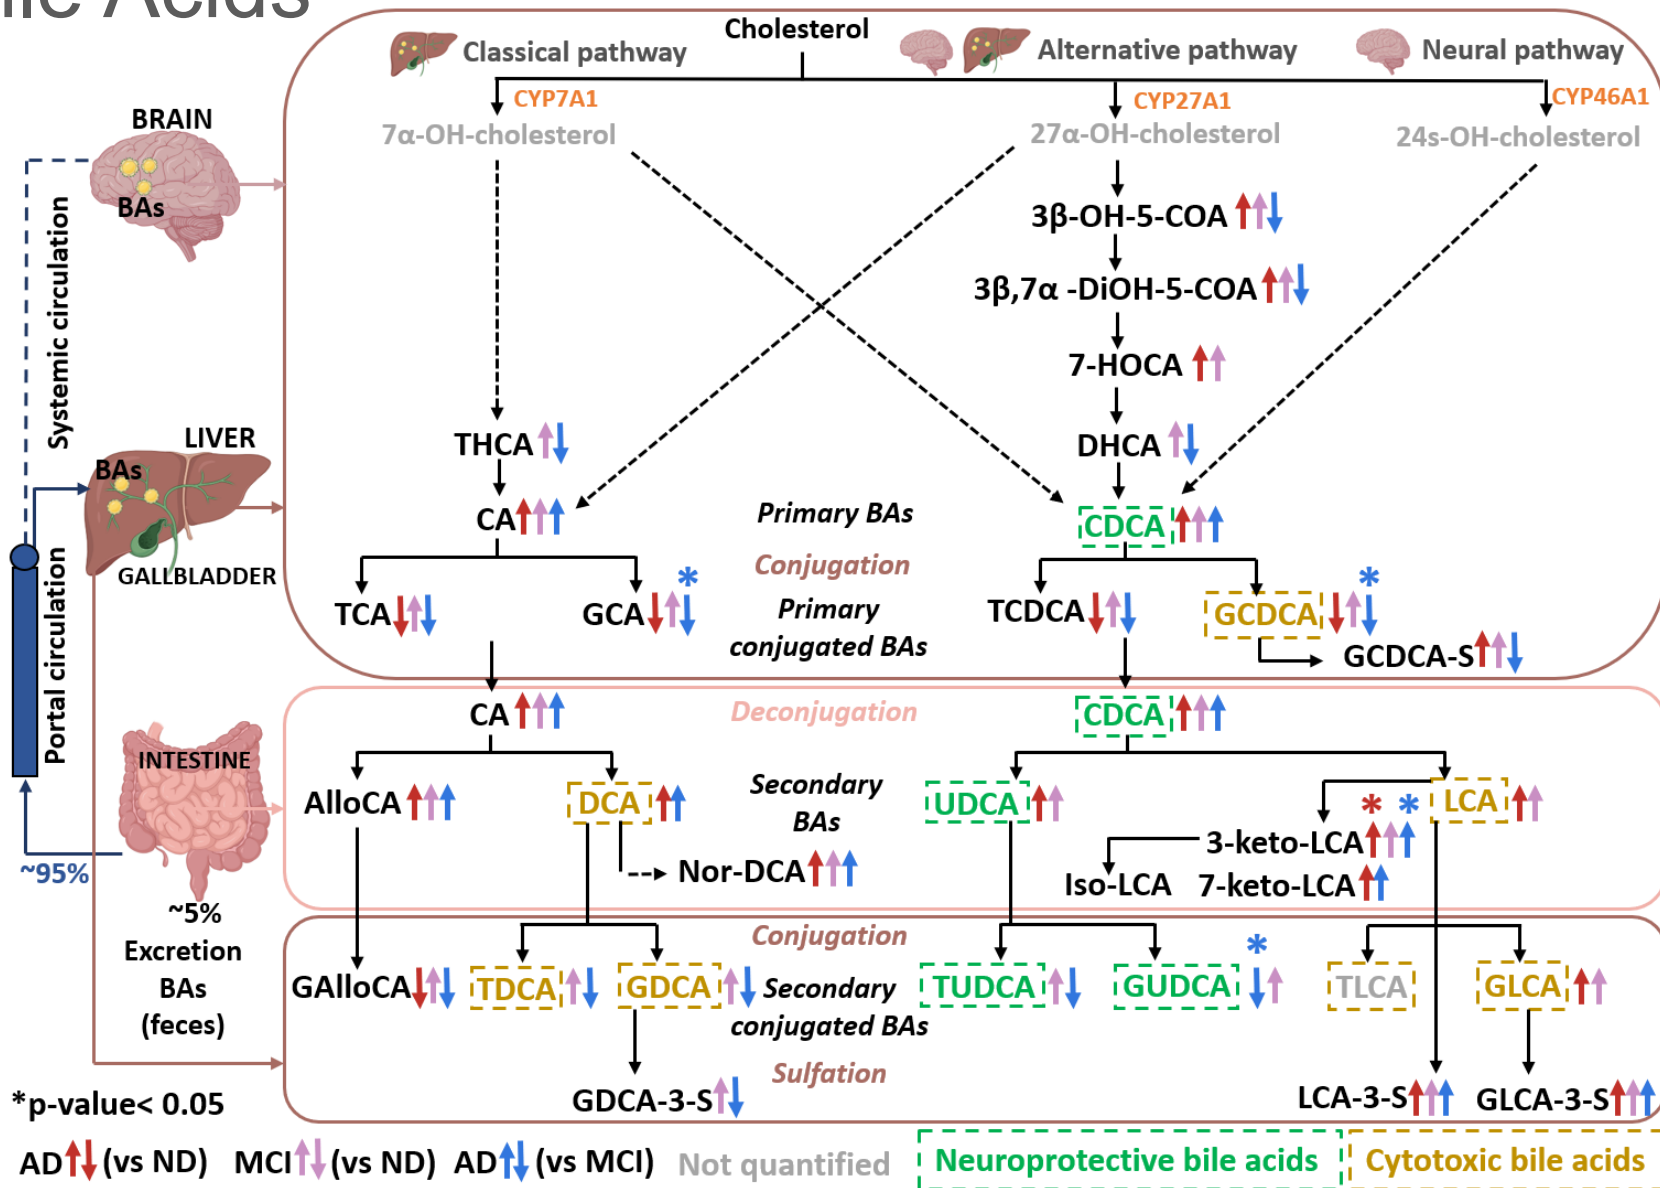 ile Acids
Cholesterol
Classical pathway
Alternative pathway
Neural pathway
CYP7A1
CYP27A1
CYP46A1
7α-OH-cholesterol
27α-OH-cholesterol
24s-OH-cholesterol
BRAIN
BAs
Systemic circulation
3β-OH-5-COA
3β,7α -DiOH-5-COA
7-HOCA
THCA
DHCA
LIVER
BAs
GALLBLADDER
Portal circulation
CA
Primary BAs
CDCA
Conjugation
*
*
TCA
GCA
Primary
conjugated BAs
TCDCA
GCDCA
GCDCA-S
CA
Deconjugation
CDCA
INTESTINE
AlloCA
DCA
Secondary
BAs
UDCA
LCA
* *
3-keto-LCA
Nor-DCA
Iso-LCA
7-keto-LCA
~95%
~5%
Excretion
BAs
(feces)
Conjugation
*
GAlloCA
TDCA
GDCA
Secondary
conjugated BAs
TUDCA
GUDCA
TLCA
GLCA
Sulfation
GDCA-3-S
LCA-3-S
GLCA-3-S
*p-value< 0.05
AD (vs ND) MCI (vs ND) AD (vs MCI) Not quantified Neuroprotective bile acids Cytotoxic bile acids